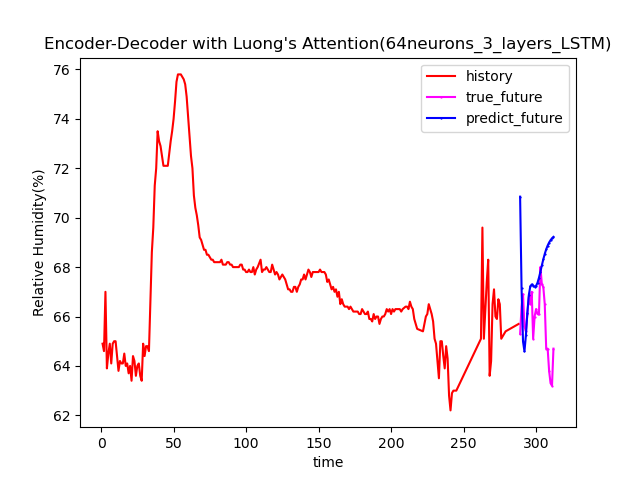 Encoder-Decoder with Luong's Attention(64neurons_3_layers_LSTM)
history
true_future
predict_future
Relative Humidity(%)
76
74
72
70
68
66
64
62
0
50
100
150
200
250
300
time